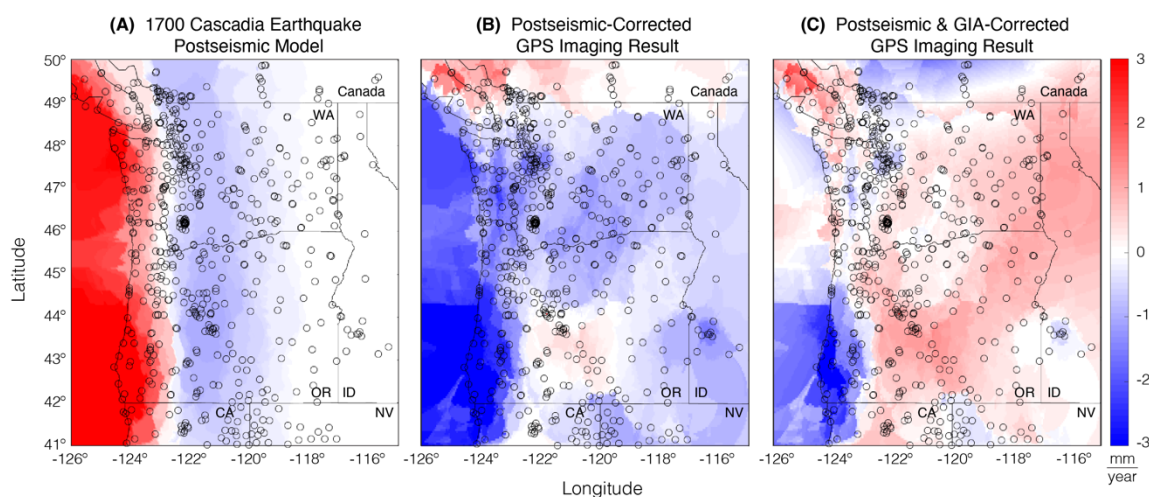 (A) 1700 Cascadia Earthquake
Postseismic Model
(B) Postseismic-Corrected
GPS Imaging Result
(C) Postseismic & GIA-Corrected
GPS Imaging Result
50°
49°
48°
47°
46°
45°
44°
43°
42°
41°
Latitude
Canada
WA
OR
ID
CA
NV
Canada
WA
OR
ID
CA
NV
Canada
WA
OR
ID
CA
NV
-126° -124° -122° -120° -118° -116°
-126° -124° -122° -120° -118° -116°
-126° -124° -122° -120° -118° -116°
Longitude
3
2
1
0
-1
-2
-3
mm
year